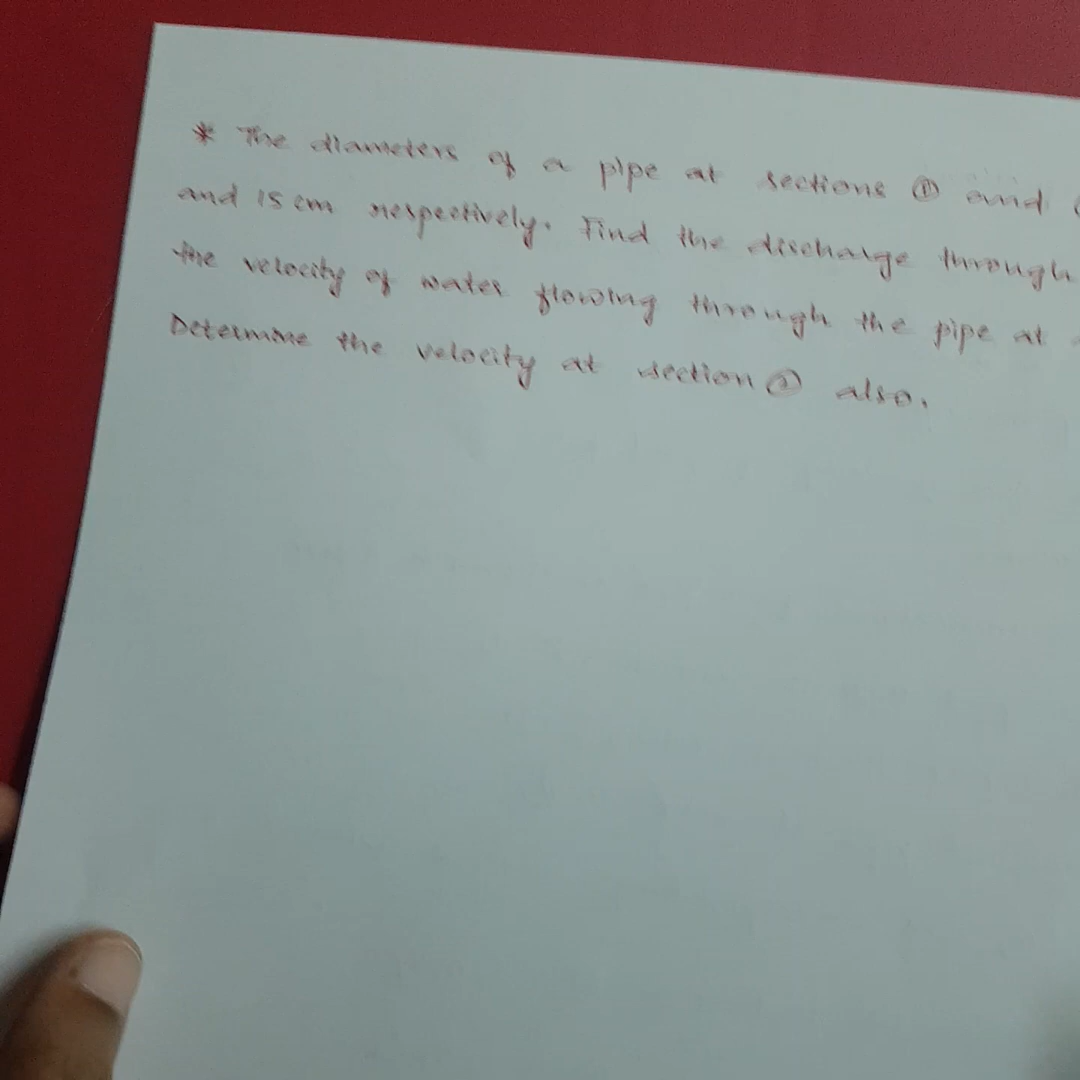 * The diameters of a pipe at sections ① and
and 15 cm respectively. Find the discharge through
the velocity of water flowing through the pipe at
Determine the velocity at section ② also.